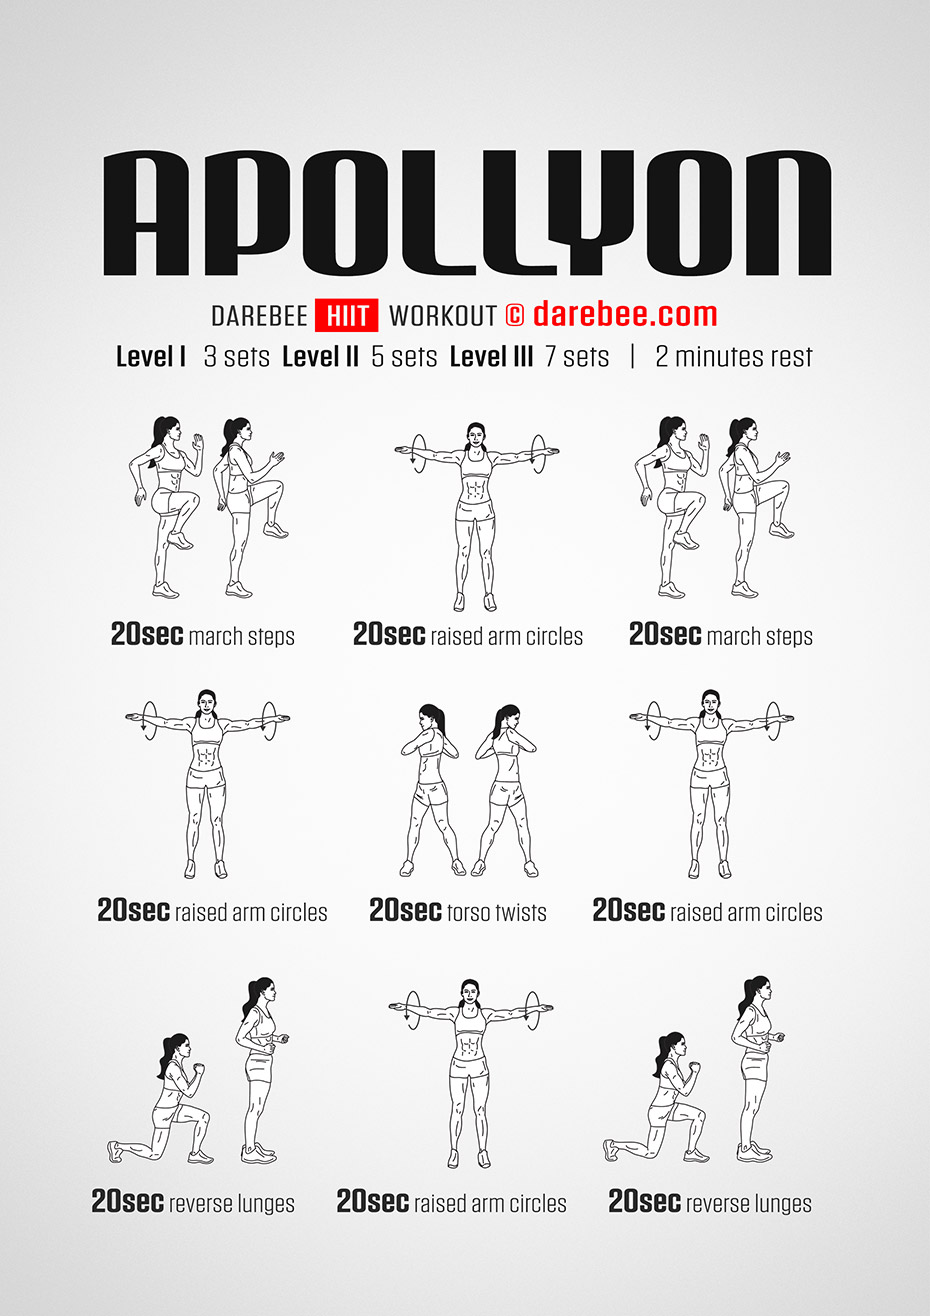 APOLLYON
DAREBEE HIIT WORKOUT © darebee.com
Level I 3 sets Level II 5 sets Level III 7 sets | 2 minutes rest
20sec march steps 20sec raised arm circles 20sec march steps
20sec raised arm circles 20sec torso twists 20sec raised arm circles
20sec reverse lunges 20sec raised arm circles 20sec reverse lunges